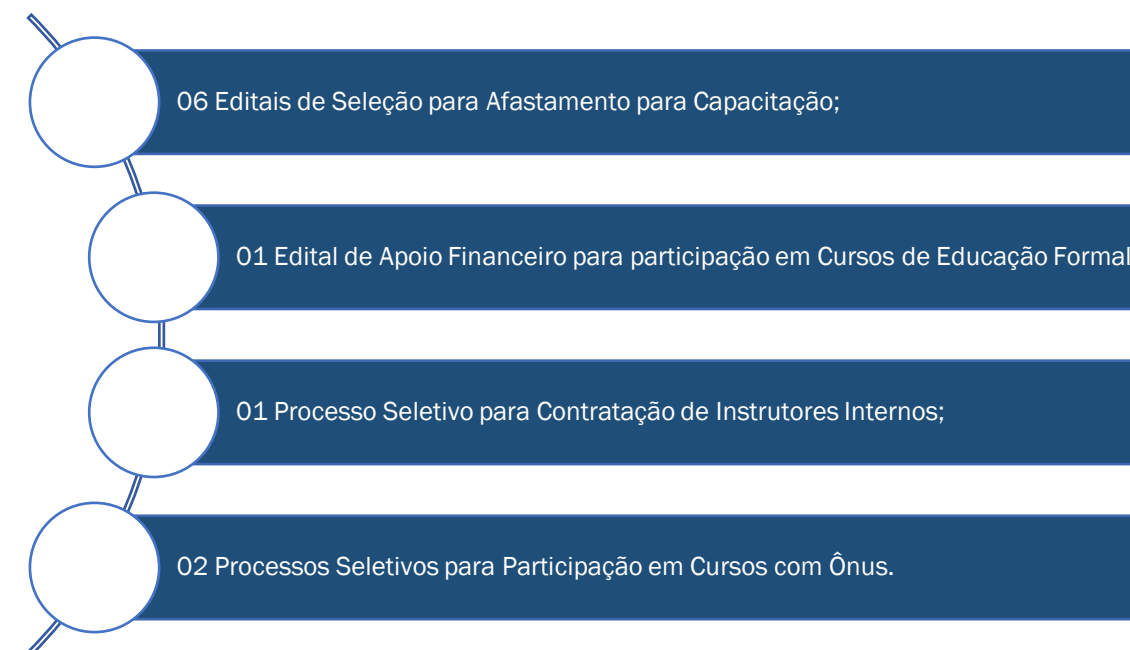 06 Editais de Seleção para Afastamento para Capacitação;
01 Edital de Apoio Financeiro para participação em Cursos de Educação Formal
01 Processo Seletivo para Contratação de Instrutores Internos;
02 Processos Seletivos para Participação em Cursos com Ônus.